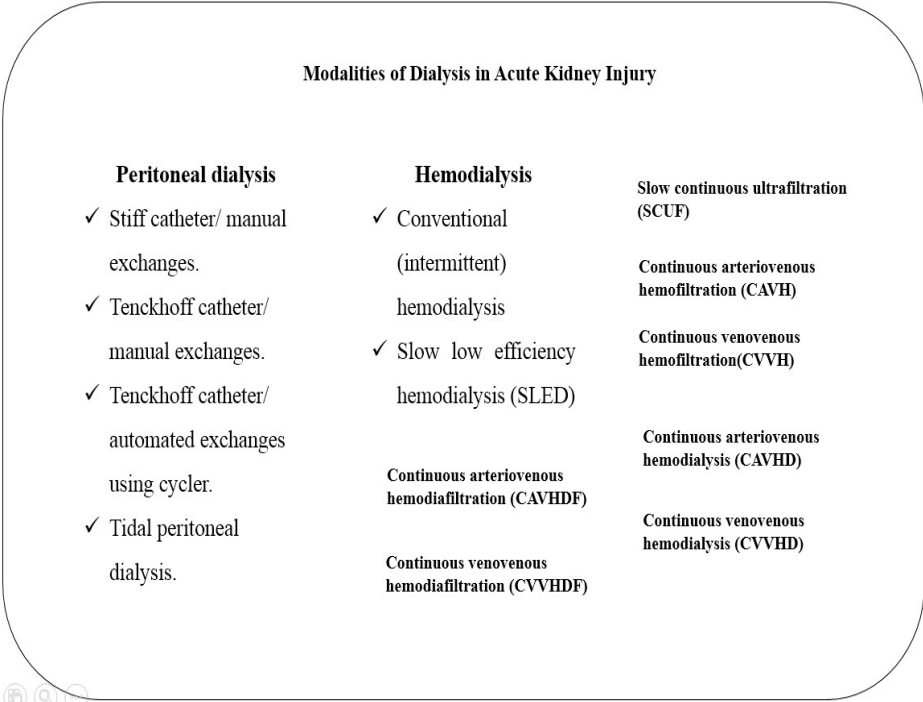 Modalities of Dialysis in Acute Kidney Injury
Peritoneal dialysis
✓ Stiff catheter/ manual
exchanges.
✓ Tenckhoff catheter/
manual exchanges.
✓ Tenckhoff catheter/
automated exchanges
using cycler.
✓ Tidal peritoneal
dialysis.
Hemodialysis
✓ Conventional
(intermittent)
hemodialysis
✓ Slow low efficiency
hemodialysis (SLED)
Continuous arteriovenous
hemodiafiltration (CAVHDF)
Continuous venovenous
hemodiafiltration (CVVHDF)
Slow continuous ultrafiltration
(SCUF)
Continuous arteriovenous
hemofiltration (CAVH)
Continuous venovenous
hemofiltration(CVVH)
Continuous arteriovenous
hemodialysis (CAVHD)
Continuous venovenous
hemodialysis (CVVHD)